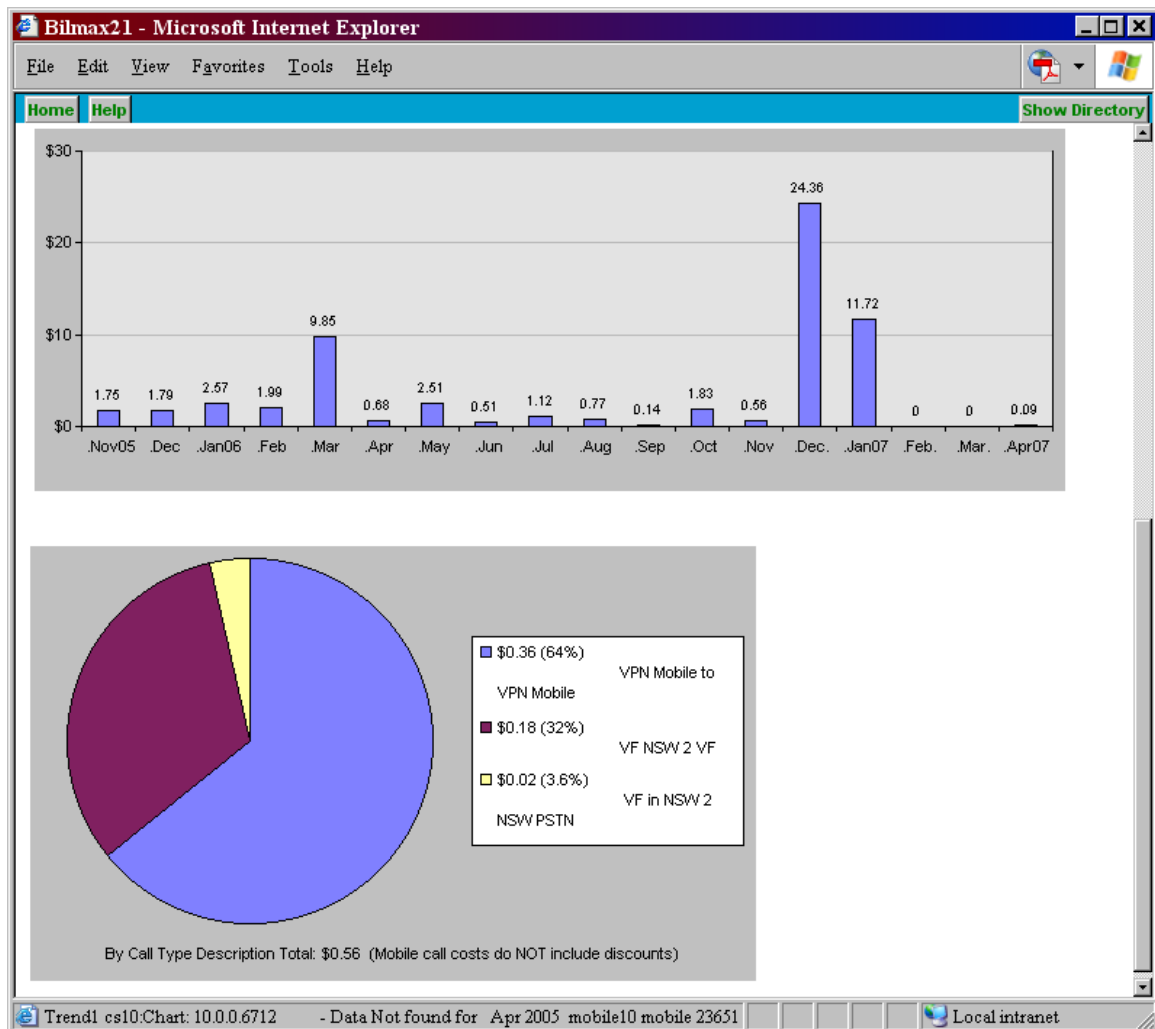 Bilmax21 - Microsoft Internet Explorer
File Edit View Favorites Tools Help
Home Help Show Directory
$30
$20
$10
$0
1.75 1.79 2.57 1.99 9.85 0.68 2.51 0.51 1.12 0.77 0.14 1.83 0.56 24.36 11.72 0 0 0.09
.Nov05 .Dec .Jan06 .Feb .Mar .Apr .May .Jun .Jul .Aug .Sep .Oct .Nov .Dec. .Jan07 .Feb. .Mar. .Apr07
$0.36 (64%)
VPN Mobile to
VPN Mobile
$0.18 (32%)
VF NSW 2 VF
$0.02 (3.6%)
VF in NSW 2
NSW PSTN
By Call Type Description Total: $0.56 (Mobile call costs do NOT include discounts)
Trend1 cs10:Chart: 10.0.0.6712 - Data Not found for Apr 2005 mobile10 mobile 23651 Local intranet